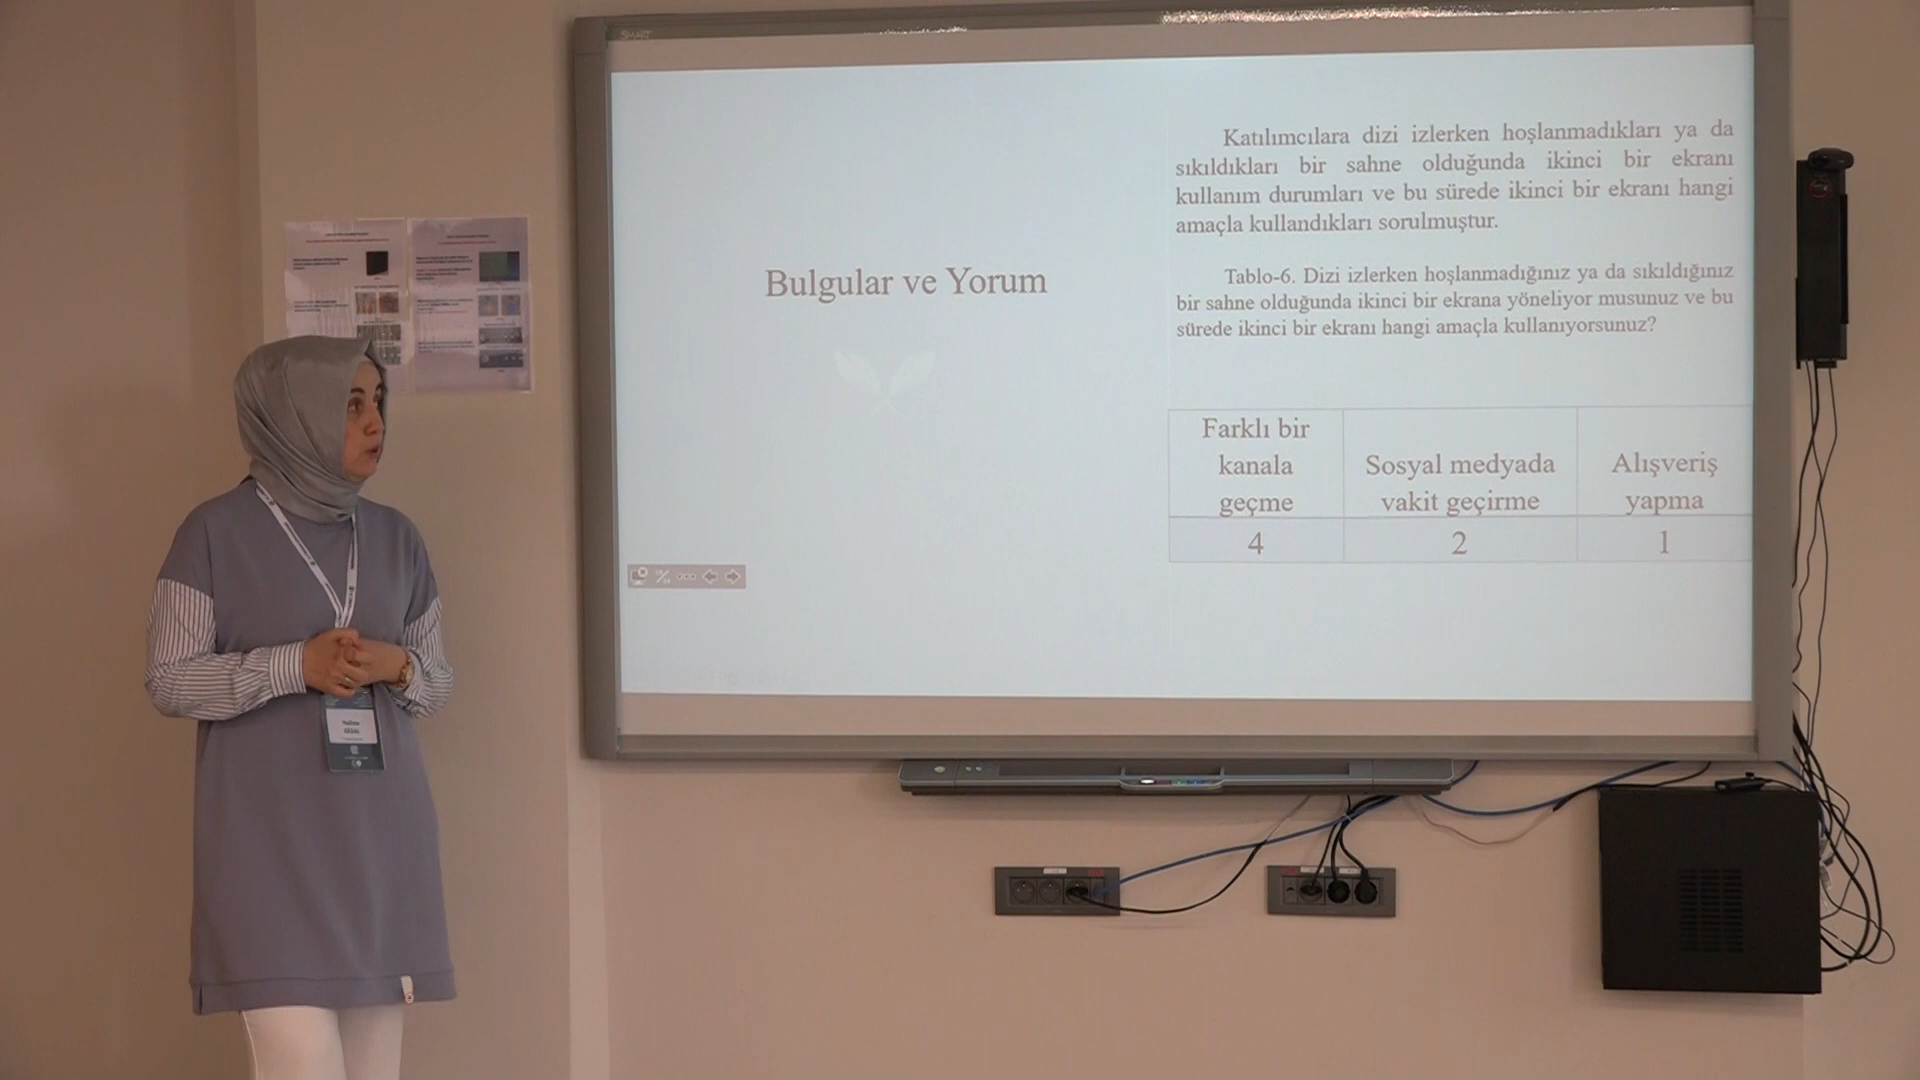 SMART
Bulgular ve Yorum
Katılımcılara dizi izlerken hoşlanmadıkları ya da
sıkıldıkları bir sahne olduğunda ikinci bir ekranı
kullanım durumları ve bu sürede ikinci bir ekranı hangi
amaçla kullandıkları sorulmuştur.
Tablo-6. Dizi izlerken hoşlanmadığınız ya da sıkıldığınız
bir sahne olduğunda ikinci bir ekrana yöneliyor musunuz ve bu
sürede ikinci bir ekranı hangi amaçla kullanıyorsunuz?
Farklı bir
kanala
geçme
Sosyal medyada
vakit geçirme
Alışveriş
yapma
4
2
1